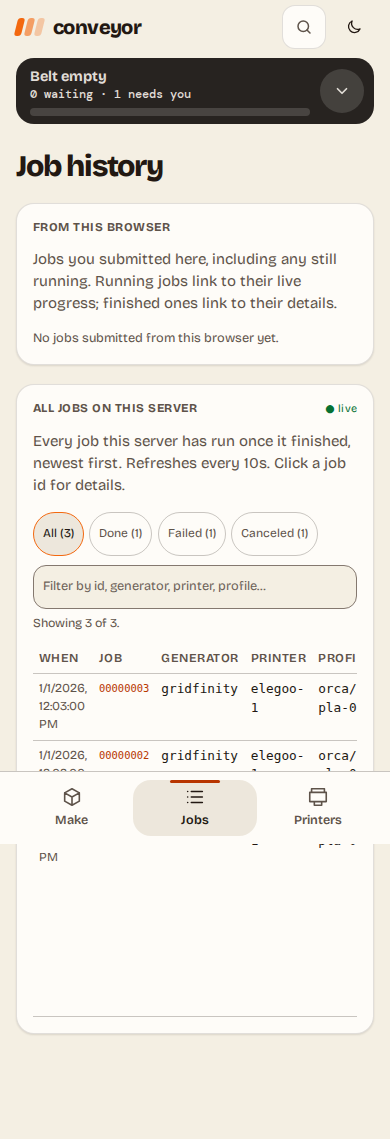 conveyor
Belt empty
0 waiting · 1 needs you
Job history
FROM THIS BROWSER
Jobs you submitted here, including any still
running. Running jobs link to their live
progress; finished ones link to their details.
No jobs submitted from this browser yet.
ALL JOBS ON THIS SERVER
live
Every job this server has run once it finished,
newest first. Refreshes every 10s. Click a job
id for details.
All (3) Done (1) Failed (1) Canceled (1)
Filter by id, generator, printer, profile...
Showing 3 of 3.
WHEN JOB GENERATOR PRINTER PROFI
1/1/2026, 00000003 gridfinity elegoo- orca/
12:03:00 1 pla-0
PM
1/1/2026, 00000002 gridfinity elegoo- orca/
Make Jobs Printers
PM